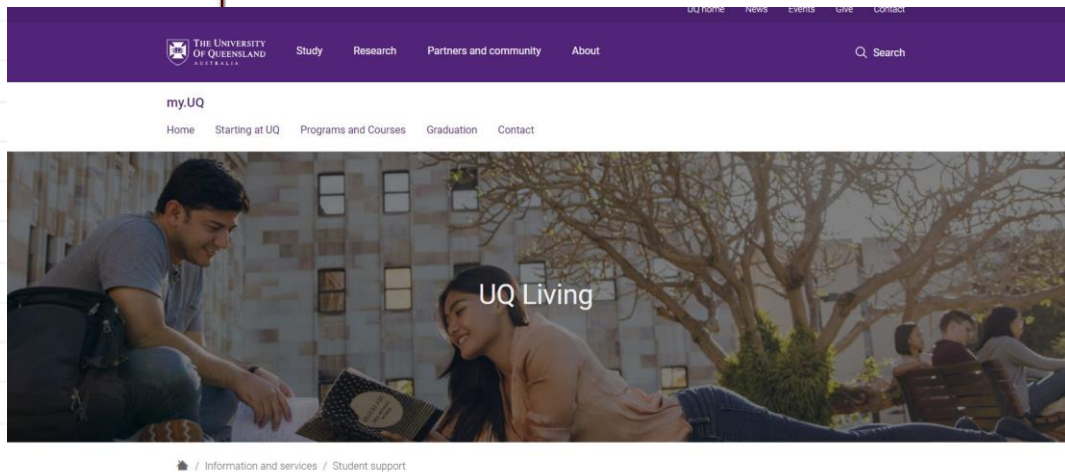 UQ home News Events Give Contact
THE UNIVERSITY
OF QUEENSLAND
AUSTRALIA
Study Research Partners and community About
Search
my.UQ
Home Starting at UQ Programs and Courses Graduation Contact
UQ Living
/ Information and services / Student support